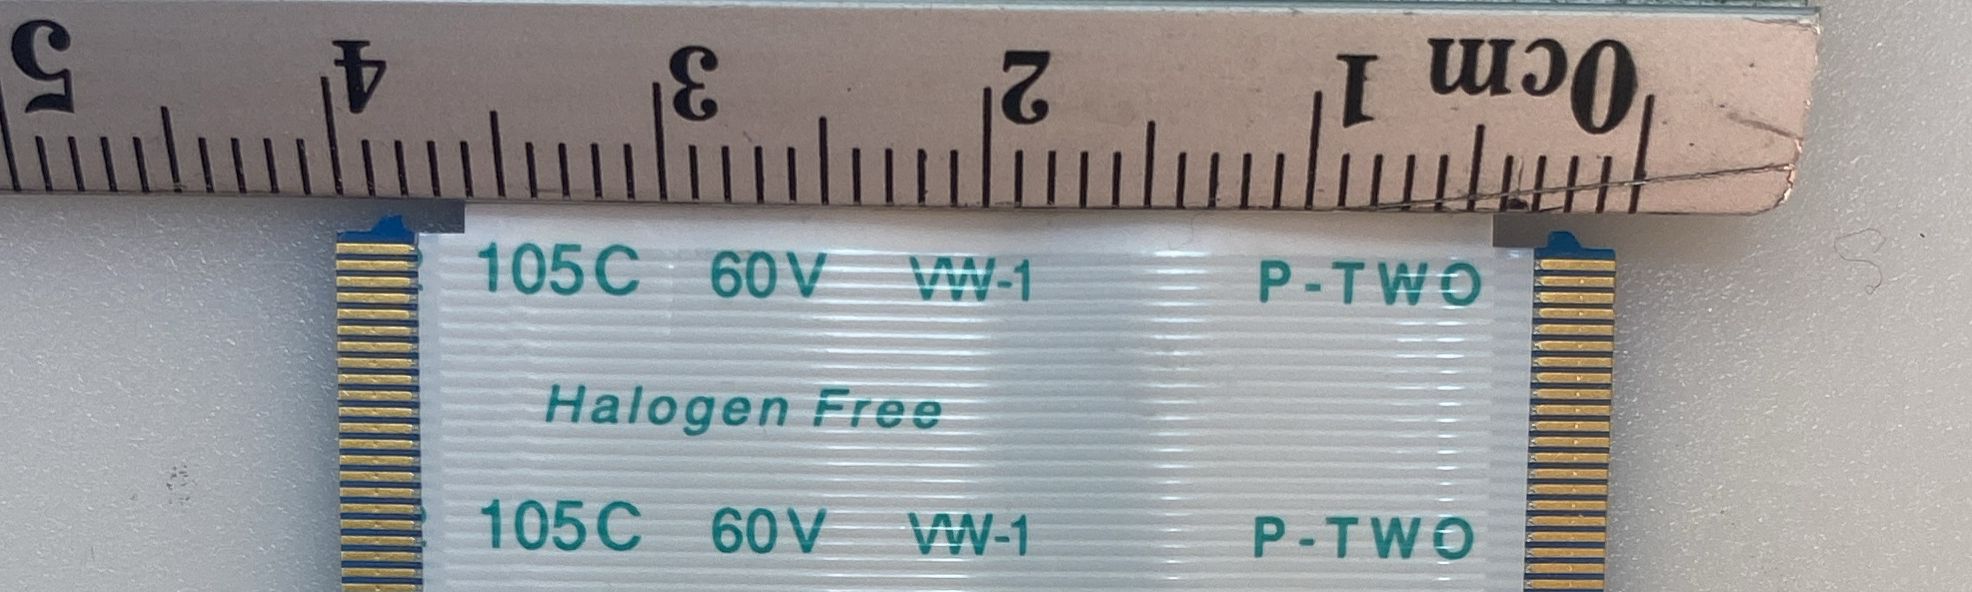 5 4 3 2 1 0cm
105C 60V VW-1 P-TWO
Halogen Free
105C 60V VW-1 P-TWO